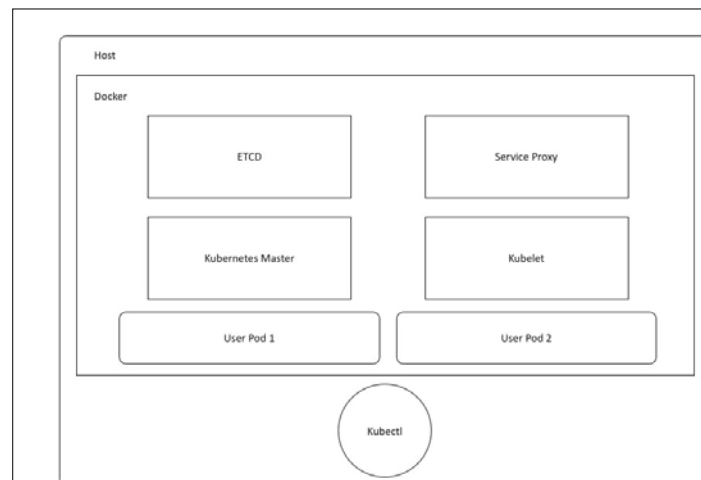 Host
Docker
ETCD
Service Proxy
Kubernetes Master
Kubelet
User Pod 1
User Pod 2
Kubectl